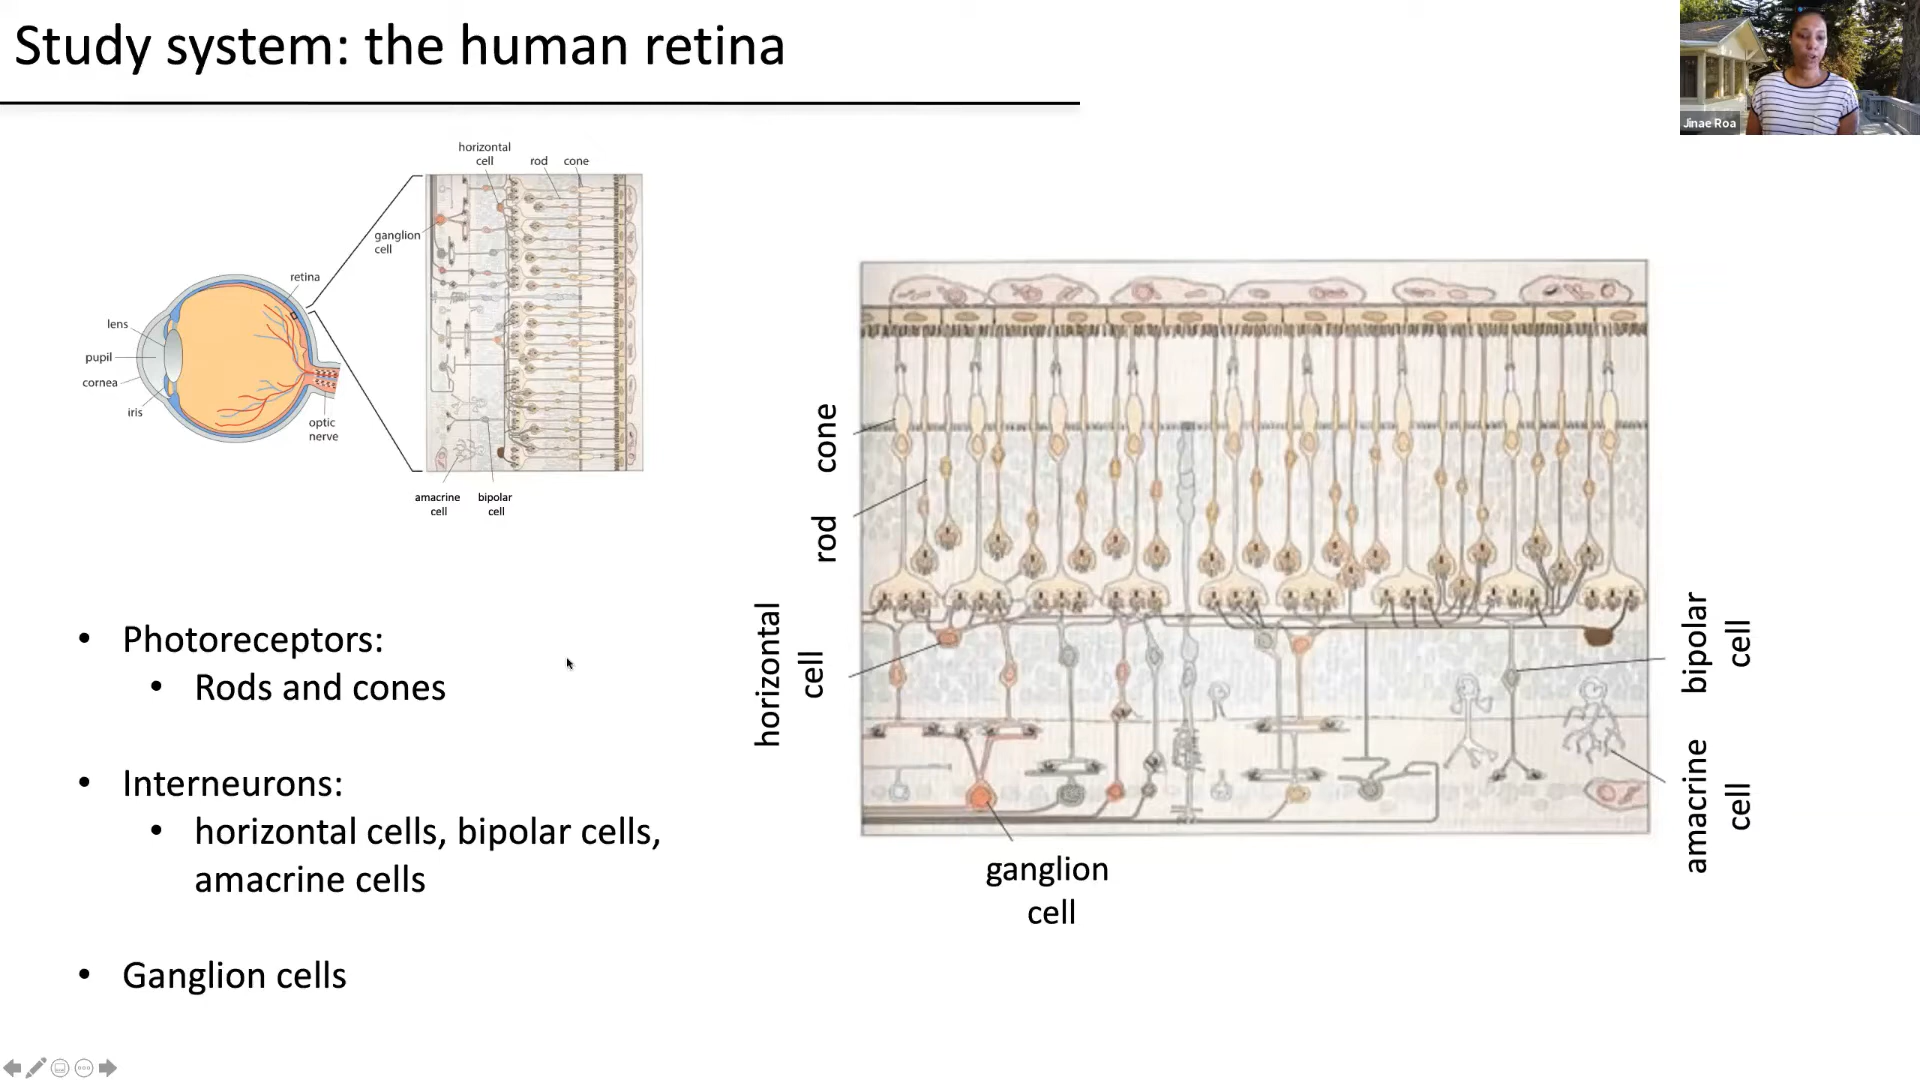 Study system: the human retina
Jinae Roa
horizontal
cell
rod
cone
ganglion
cell
retina
lens
pupil
cornea
iris
optic
nerve
amacrine
cell
bipolar
cell
• Photoreceptors:
• Rods and cones
• Interneurons:
• horizontal cells, bipolar cells,
amacrine cells
• Ganglion cells
cone
rod
horizontal
cell
ganglion
cell
bipolar
cell
amacrine
cell